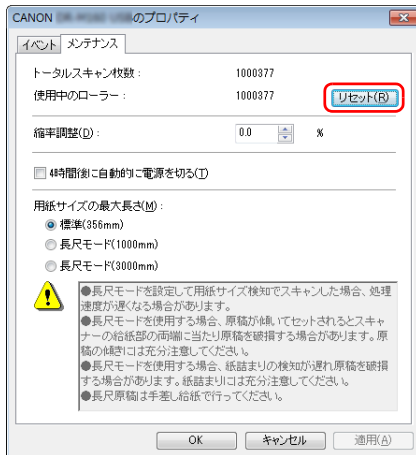 CANON のプロパティ
イベント メンテナンス
トータルスキャン枚数: 1000377
使用中のローラー: 1000377 リセット(R)
縮率調整(D): 0.0 %
4時間後に自動的に電源を切る(T)
用紙サイズの最大長さ(M):
標準(356mm)
長尺モード(1000mm)
長尺モード(3000mm)
●長尺モードを設定して用紙サイズ検知でスキャンした場合、処理
速度が遅くなる場合があります。
●長尺モードを使用する場合、原稿が傾いてセットされるとスキャ
ナーの給紙部の両端に当たり原稿を破損する場合があります。原
稿の傾きには充分注意してください。
●長尺モードを使用する場合、紙詰まりの検知が遅れ原稿を破損
する場合があります。紙詰まりには充分注意してください。
●長尺原稿は手差し給紙で行ってください。
OK キャンセル 適用(A)